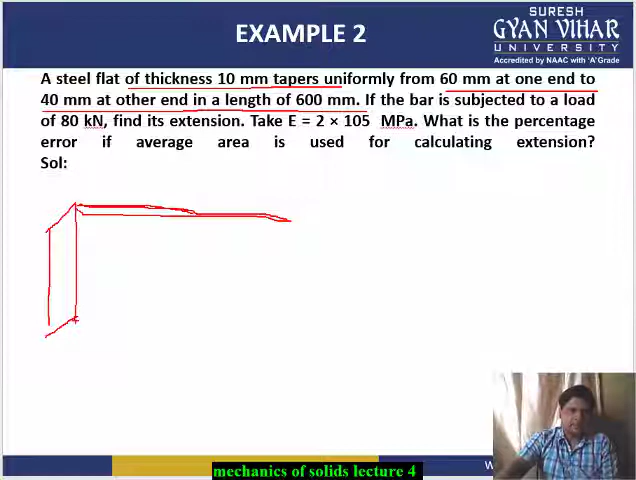 SURESH
GYAN VIHAR
UNIVERSITY
Accredited by NAAC with 'A' Grade
EXAMPLE 2
A steel flat of thickness 10 mm tapers uniformly from 60 mm at one end to
40 mm at other end in a length of 600 mm. If the bar is subjected to a load
of 80 kN, find its extension. Take E = 2 × 105 MPa. What is the percentage
error if average area is used for calculating extension?
Sol:
W
mechanics of solids lecture 4